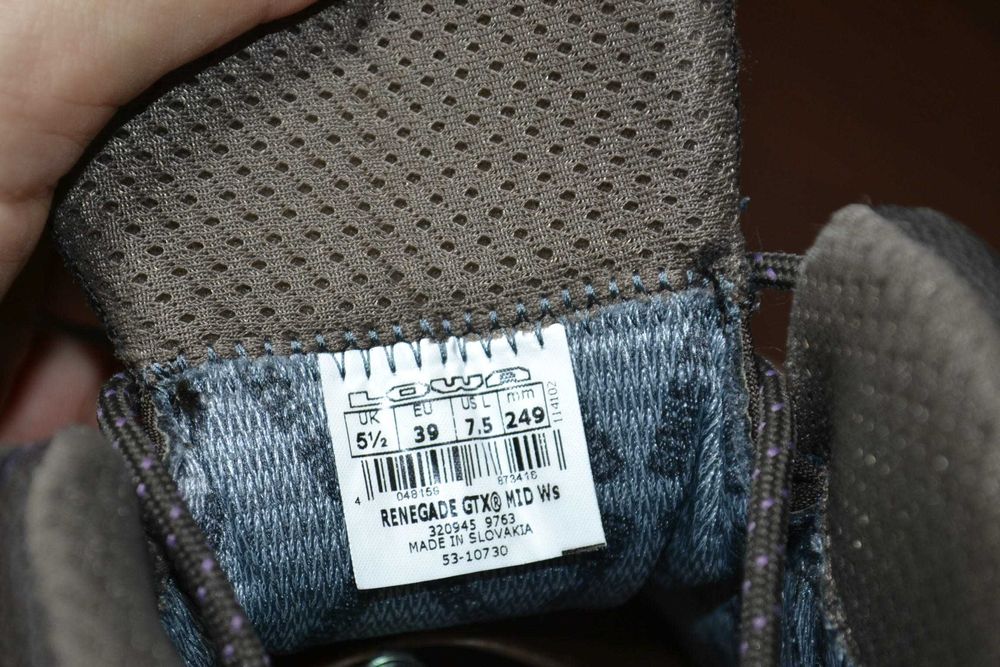 LOWA
UK EU US L mm
5½ 39 7,5 249
114102
4 048159 873416
RENEGADE GTX® MID Ws
320945 9763
MADE IN SLOVAKIA
53-10730